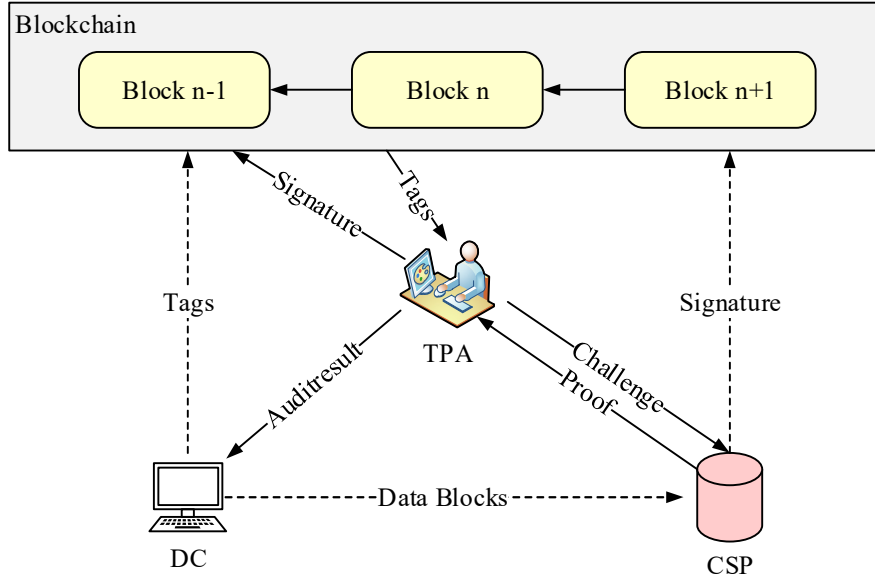 Blockchain
Block n-1
Block n
Block n+1
Signature
Tags
Tags
Signature
TPA
Challenge
Proof
Auditresult
Data Blocks
DC
CSP